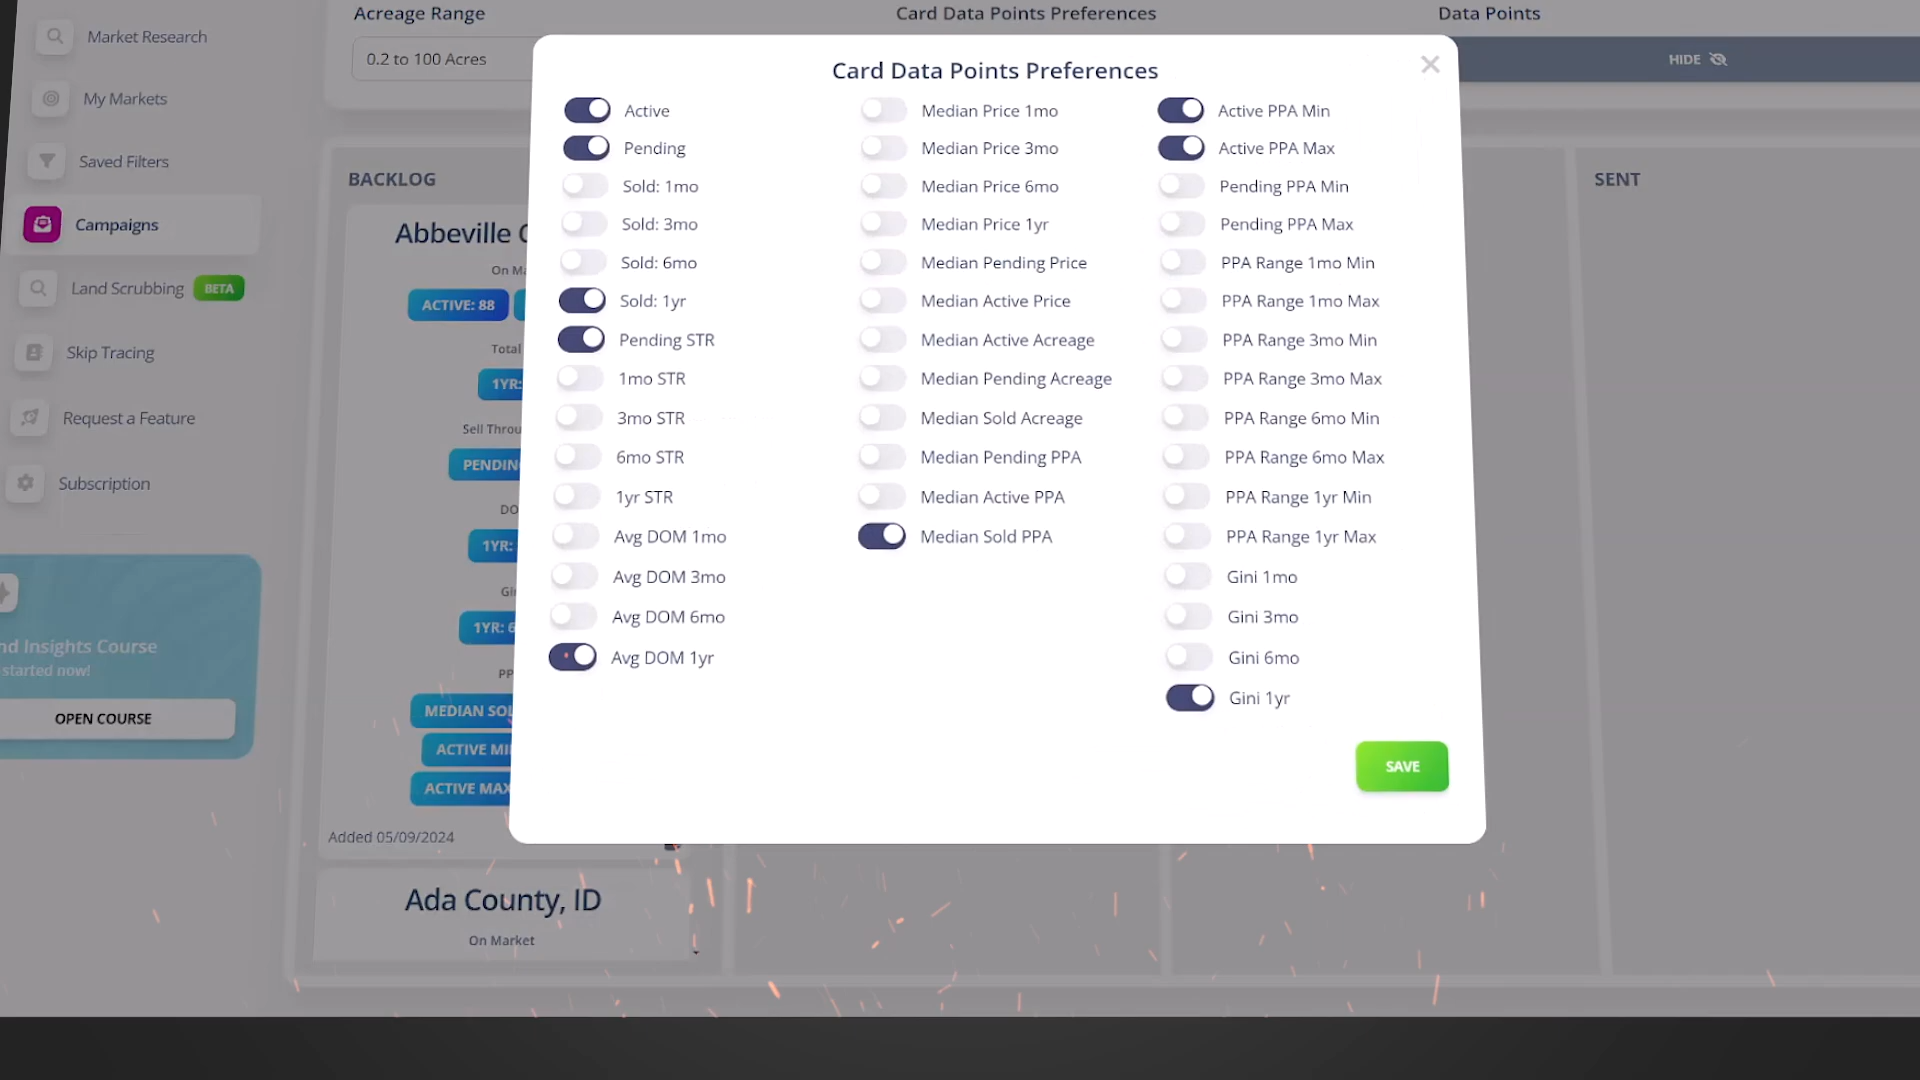 Acreage Range
Card Data Points Preferences
Data Points
Market Research
0.2 to 100 Acres
HIDE
My Markets
Saved Filters
Campaigns
Land Scrubbing BETA
Skip Tracing
Request a Feature
Subscription
nd Insights Course
started now!
OPEN COURSE
BACKLOG
SENT
Abbeville
On Ma
ACTIVE: 88
Total
1YR:
Sell Throu
PENDIN
DO
1YR:
Gi
1YR: 6
PP
MEDIAN SOL
ACTIVE MI
ACTIVE MAX
Added 05/09/2024
Ada County, ID
On Market
Card Data Points Preferences
Active
Pending
Sold: 1mo
Sold: 3mo
Sold: 6mo
Sold: 1yr
Pending STR
1mo STR
3mo STR
6mo STR
1yr STR
Avg DOM 1mo
Avg DOM 3mo
Avg DOM 6mo
Avg DOM 1yr
Median Price 1mo
Median Price 3mo
Median Price 6mo
Median Price 1yr
Median Pending Price
Median Active Price
Median Active Acreage
Median Pending Acreage
Median Sold Acreage
Median Pending PPA
Median Active PPA
Median Sold PPA
Active PPA Min
Active PPA Max
Pending PPA Min
Pending PPA Max
PPA Range 1mo Min
PPA Range 1mo Max
PPA Range 3mo Min
PPA Range 3mo Max
PPA Range 6mo Min
PPA Range 6mo Max
PPA Range 1yr Min
PPA Range 1yr Max
Gini 1mo
Gini 3mo
Gini 6mo
Gini 1yr
SAVE